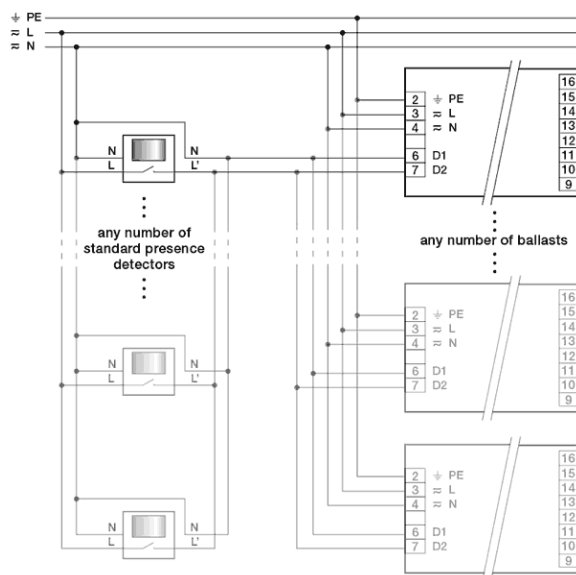 ⏚ PE
≂ L
≂ N
16
15
2 ⏚ PE
14
3 ≂ L
13
4 ≂ N
12
N N
6 D1
11
L L'
7 D2
10
9
any number of
standard presence
detectors
any number of ballasts
16
15
2 ⏚ PE
14
3 ≂ L
13
4 ≂ N
12
N N
6 D1
11
L L'
7 D2
10
9
16
15
2 ⏚ PE
14
3 ≂ L
13
4 ≂ N
12
N N
6 D1
11
L L'
7 D2
10
9